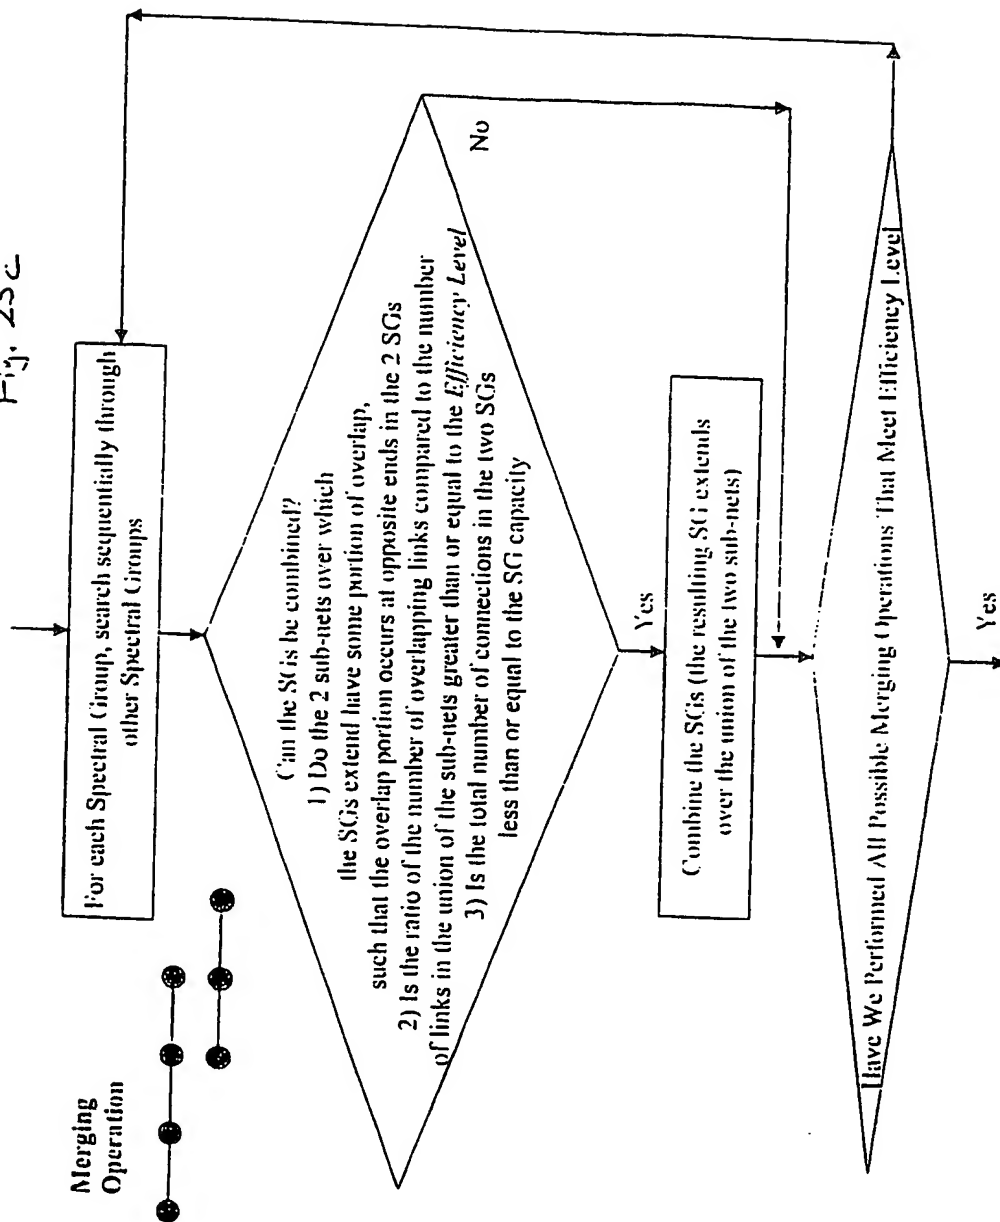 Fig. 25c
Merging
Operation
For each Spectral Group, search sequentially through
other Spectral Groups
Can the SGs be combined?
1) Do the 2 sub-nets over which
the SGs extend have some portion of overlap,
such that the overlap portion occurs at opposite ends in the 2 SGs
2) Is the ratio of the number of overlapping links compared to the number
of links in the union of the sub-nets greater than or equal to the Efficiency Level
3) Is the total number of connections in the two SGs
less than or equal to the SG capacity
No
Yes
Combine the SGs (the resulting SG extends
over the union of the two sub-nets)
Have We Performed All Possible Merging Operations That Meet Efficiency Level
Yes